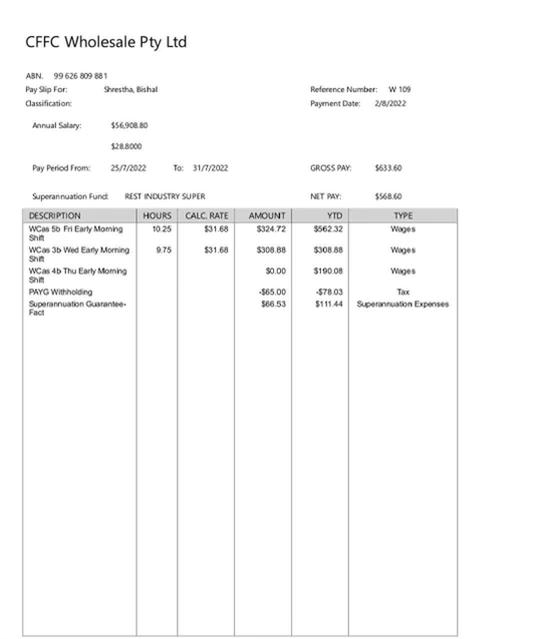 CFFC Wholesale Pty Ltd
ABN. 99 626 809 881
Pay Slip For: Shrestha, Bishal Reference Number: W 109
Classification: Payment Date: 2/8/2022
Annual Salary: $56,908.80
$28.8000
Pay Period From: 25/7/2022 To: 31/7/2022 GROSS PAY: $633.60
Superannuation Fund: REST INDUSTRY SUPER NET PAY: $568.60
DESCRIPTION HOURS CALC. RATE AMOUNT YTD TYPE
WCas 5b Fri Early Morning 10.25 $31.68 $324.72 $562.32 Wages
Shift
WCas 3b Wed Early Morning 9.75 $31.68 $308.88 $308.88 Wages
Shift
WCas 4b Thu Early Morning $0.00 $190.08 Wages
Shift
PAYG Withholding -$65.00 -$78.03 Tax
Superannuation Guarantee- $66.53 $111.44 Superannuation Expenses
Fact